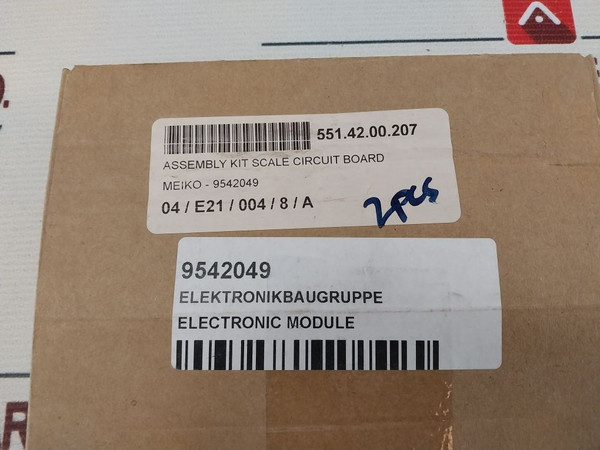 551.42.00.207
ASSEMBLY KIT SCALE CIRCUIT BOARD
MEIKO - 9542049
04 / E21 / 004 / 8 / A
2pcs
9542049
ELEKTRONIKBAUGRUPPE
ELECTRONIC MODULE